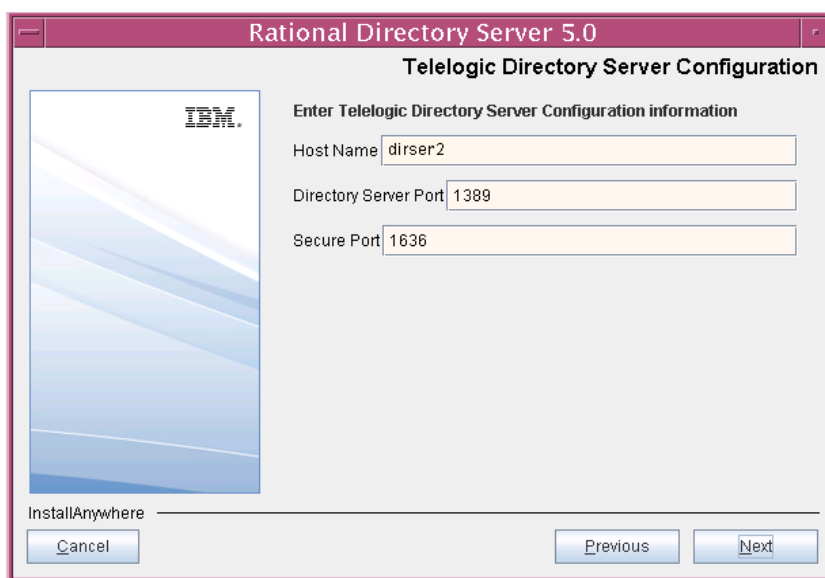 Rational Directory Server 5.0
Telelogic Directory Server Configuration
IBM.
Enter Telelogic Directory Server Configuration information
Host Name dirser2
Directory Server Port 1389
Secure Port 1636
InstallAnywhere
Cancel Previous Next